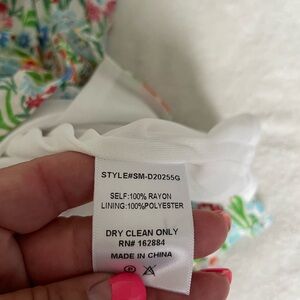 STYLE#SM-D20255G
SELF:100% RAYON
LINING:100%POLYESTER
DRY CLEAN ONLY
RN# 162884
MADE IN CHINA